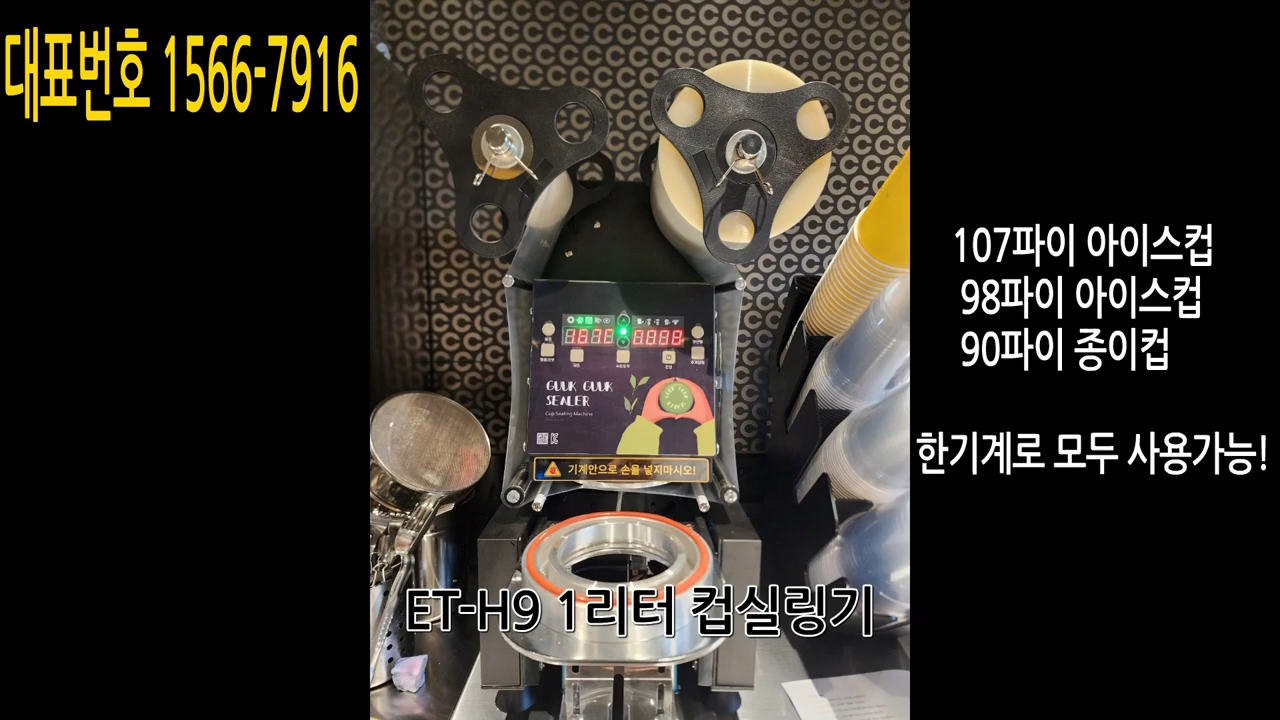 대표번호 1566-7916
107파이 아이스컵
98파이 아이스컵
90파이 종이컵
한기계로 모두 사용가능!
GUUK GUUK
SEALER
Cup Sealing Machine
기계안으로 손을 넣지마시오!
ET-H9 1리터 컵실링기